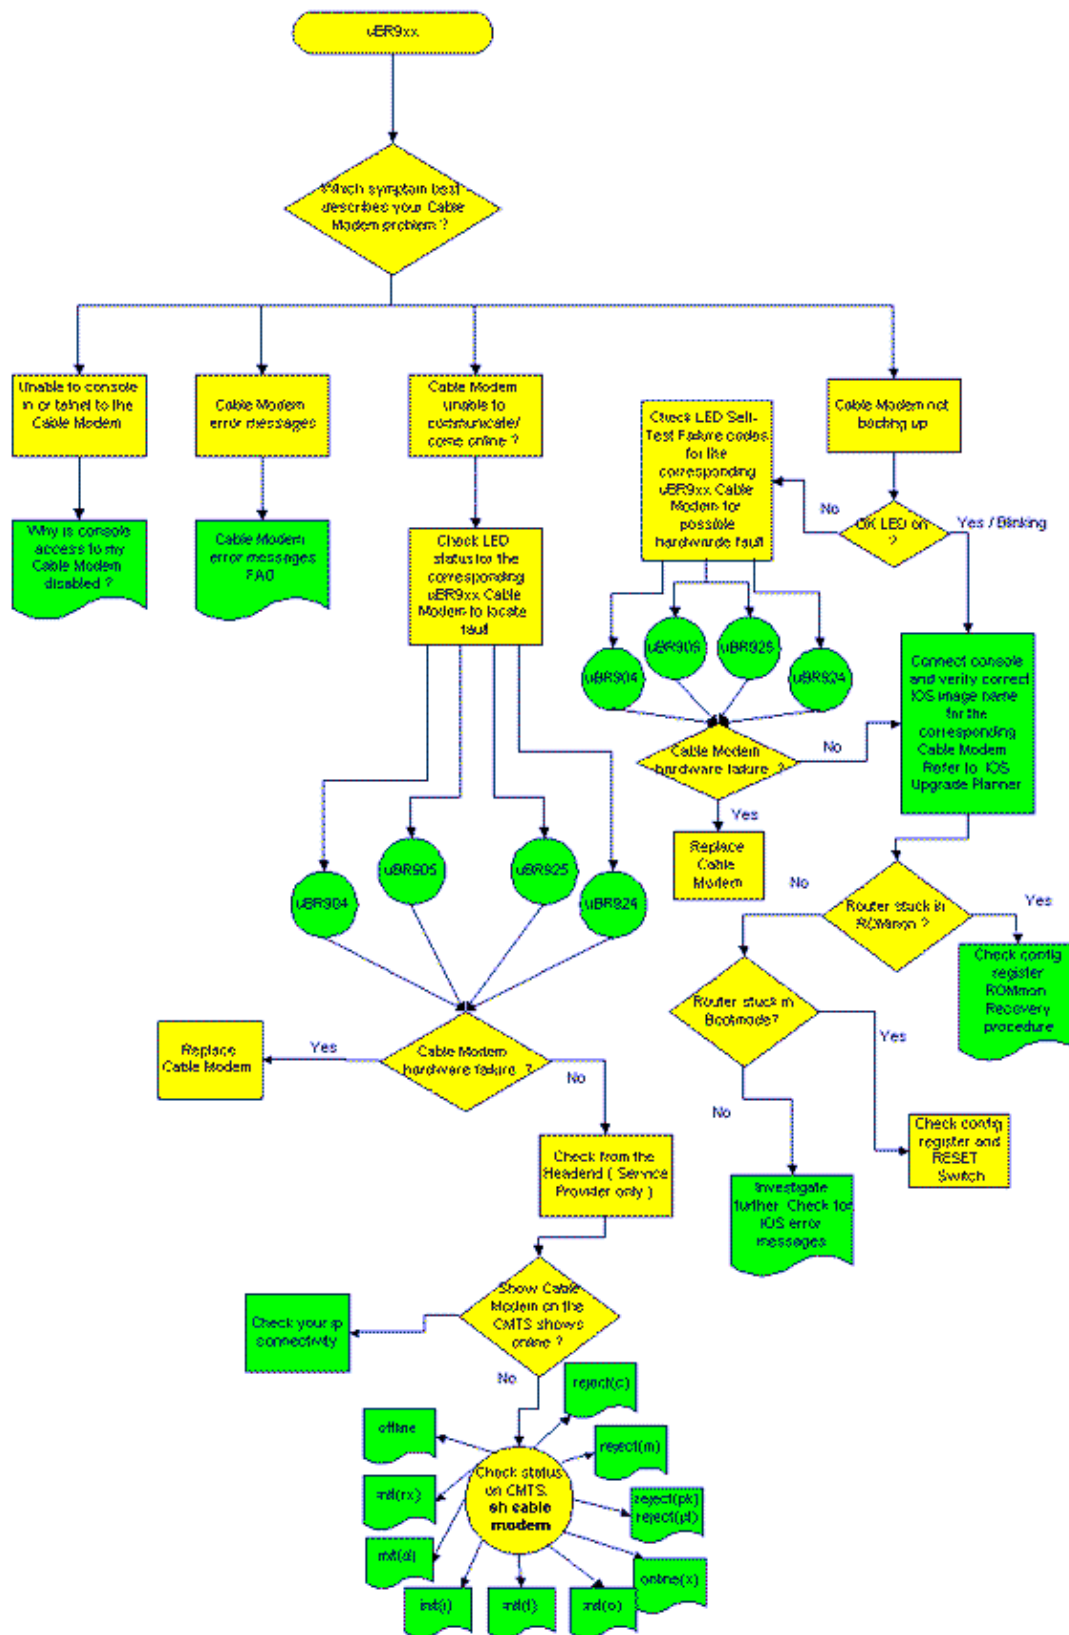 uBR9xx
Which symptom best
describes your Cable
Modem problem ?
Unable to console
in or telnet to the
Cable Modem
Cable Modem
error messages
Cable Modem
unable to
communicate/
come online ?
Cable Modem not
booting up
Why is console
access to my
Cable Modem
disabled ?
Cable Modem
error messages
FAQ
Check LED
status for the
corresponding
uBR9xx Cable
Modem to locate
fault
Check LED Self-
Test Failure codes
for the
corresponding
uBR9xx Cable
Modem for
possible
hardwarde fault
No
OK LED on
?
Yes / Blinking
uBR904
uBR905
uBR925
uBR924
Cable Modem
hardware failure ?
No
Yes
Replace
Cable
Modem
Connect console
and verify correct
IOS image name
for the
corresponding
Cable Modem
Refer to IOS
Upgrade Planner
Router stuck in
ROMmon ?
No
Yes
Check config
register
ROMmon
Recovery
procedure
Router stuck in
Bootmode?
Yes
No
Check config
register and
RESET
Switch
Investigate
further. Check for
IOS error
messages
uBR904
uBR905
uBR925
uBR924
Cable Modem
hardware failure ?
Yes
Replace
Cable Modem
No
Check from the
Headend ( Service
Provider only )
Show Cable
Modem on the
CMTS shows
online ?
Check your ip
connectivity
No
Check status
on CMTS.
sh cable
modem
offline
init(rx)
init(d)
init(i)
init(t)
init(o)
online(x)
reject(pk)
reject(pt)
reject(m)
reject(c)